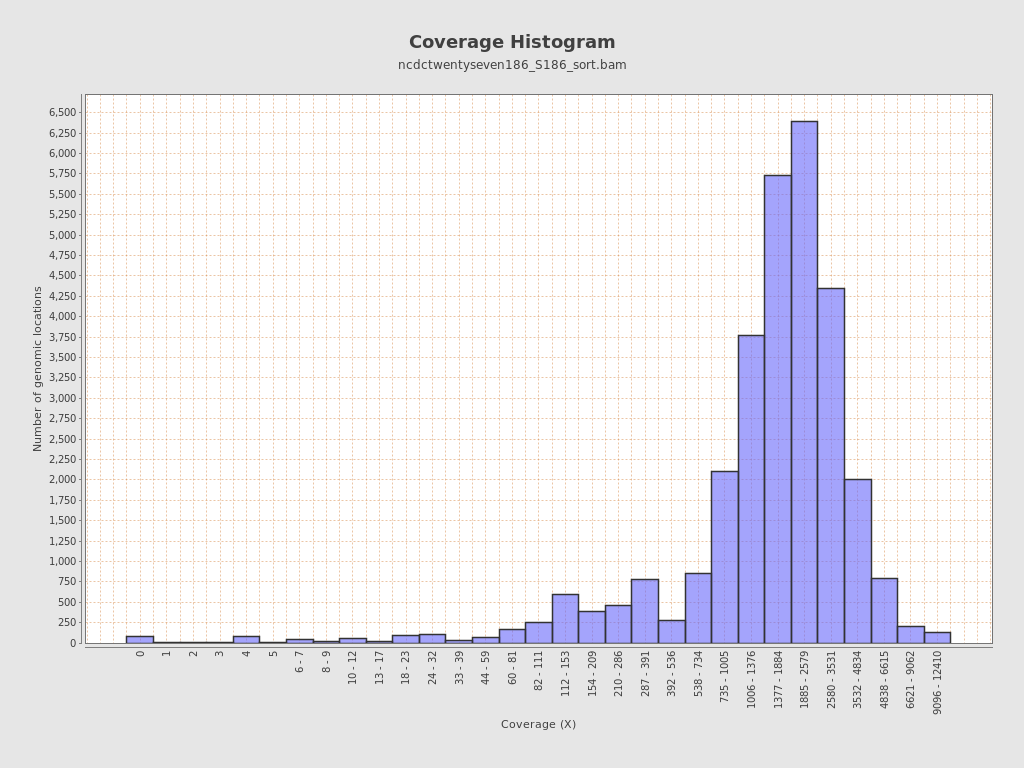 Coverage Histogram
ncdctwentyseven186_S186_sort.bam
Number of genomic locations
6,500
6,250
6,000
5,750
5,500
5,250
5,000
4,750
4,500
4,250
4,000
3,750
3,500
3,250
3,000
2,750
2,500
2,250
2,000
1,750
1,500
1,250
1,000
750
500
250
0
0
1
2
3
4
5
6 - 7
8 - 9
10 - 12
13 - 17
18 - 23
24 - 32
33 - 39
44 - 59
60 - 81
82 - 111
112 - 153
154 - 209
210 - 286
287 - 391
392 - 536
538 - 734
735 - 1005
1006 - 1376
1377 - 1884
1885 - 2579
2580 - 3531
3532 - 4834
4838 - 6615
6621 - 9062
9096 - 12410
Coverage (X)